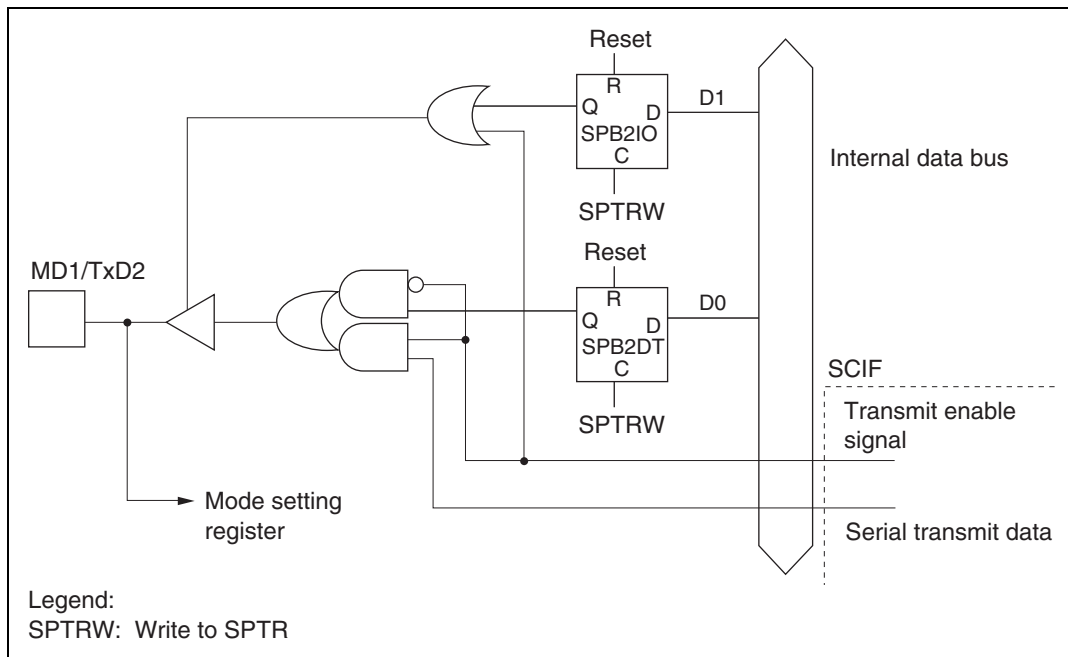 Reset
R
Q
D
SPB2IO
C
SPTRW
D1
Internal data bus
MD1/TxD2
Reset
R
Q
D
SPB2DT
C
SPTRW
D0
SCIF
Transmit enable
signal
Mode setting
register
Serial transmit data
Legend:
SPTRW: Write to SPTR